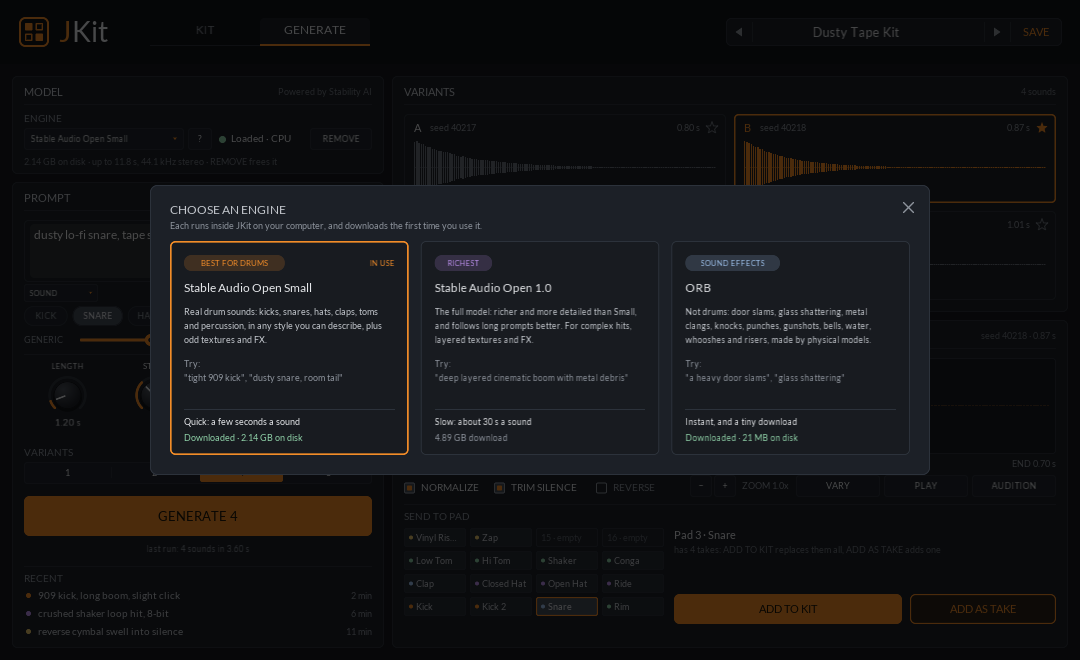 JKit
KIT
GENERATE
Dusty Tape Kit
SAVE
MODEL
Powered by Stability AI
ENGINE
Stable Audio Open Small
?
Loaded · CPU
REMOVE
2.14 GB on disk · up to 11.8 s, 44.1 kHz stereo · REMOVE frees it
VARIANTS
4 sounds
A seed 40217
0.80 s
B seed 40218
0.87 s
1.01 s
PROMPT
dusty lo-fi snare, tape s
SOUND
KICK
SNARE
HA
GENERIC
LENGTH
ST
1.20 s
VARIANTS
1
GENERATE 4
last run: 4 sounds in 3.60 s
RECENT
909 kick, long boom, slight click
2 min
crushed shaker loop hit, 8-bit
6 min
reverse cymbal swell into silence
11 min
CHOOSE AN ENGINE
Each runs inside JKit on your computer, and downloads the first time you use it.
BEST FOR DRUMS
IN USE
Stable Audio Open Small
Real drum sounds: kicks, snares, hats, claps, toms
and percussion, in any style you can describe, plus
odd textures and FX.
Try:
"tight 909 kick", "dusty snare, room tail"
Quick: a few seconds a sound
Downloaded · 2.14 GB on disk
RICHEST
Stable Audio Open 1.0
The full model: richer and more detailed than Small,
and follows long prompts better. For complex hits,
layered textures and FX.
Try:
"deep layered cinematic boom with metal debris"
Slow: about 30 s a sound
4.89 GB download
SOUND EFFECTS
ORB
Not drums: door slams, glass shattering, metal
clangs, knocks, punches, gunshots, bells, water,
whooshes and risers, made by physical models.
Try:
"a heavy door slams", "glass shattering"
Instant, and a tiny download
Downloaded · 21 MB on disk
seed 40218 · 0.87 s
END 0.70 s
NORMALIZE
TRIM SILENCE
REVERSE
−
+
ZOOM 1.0x
VARY
PLAY
AUDITION
SEND TO PAD
Vinyl Ris...
Zap
15 · empty
16 · empty
Low Tom
Hi Tom
Shaker
Conga
Clap
Closed Hat
Open Hat
Ride
Kick
Kick 2
Snare
Rim
Pad 3 · Snare
has 4 takes: ADD TO KIT replaces them all, ADD AS TAKE adds one
ADD TO KIT
ADD AS TAKE